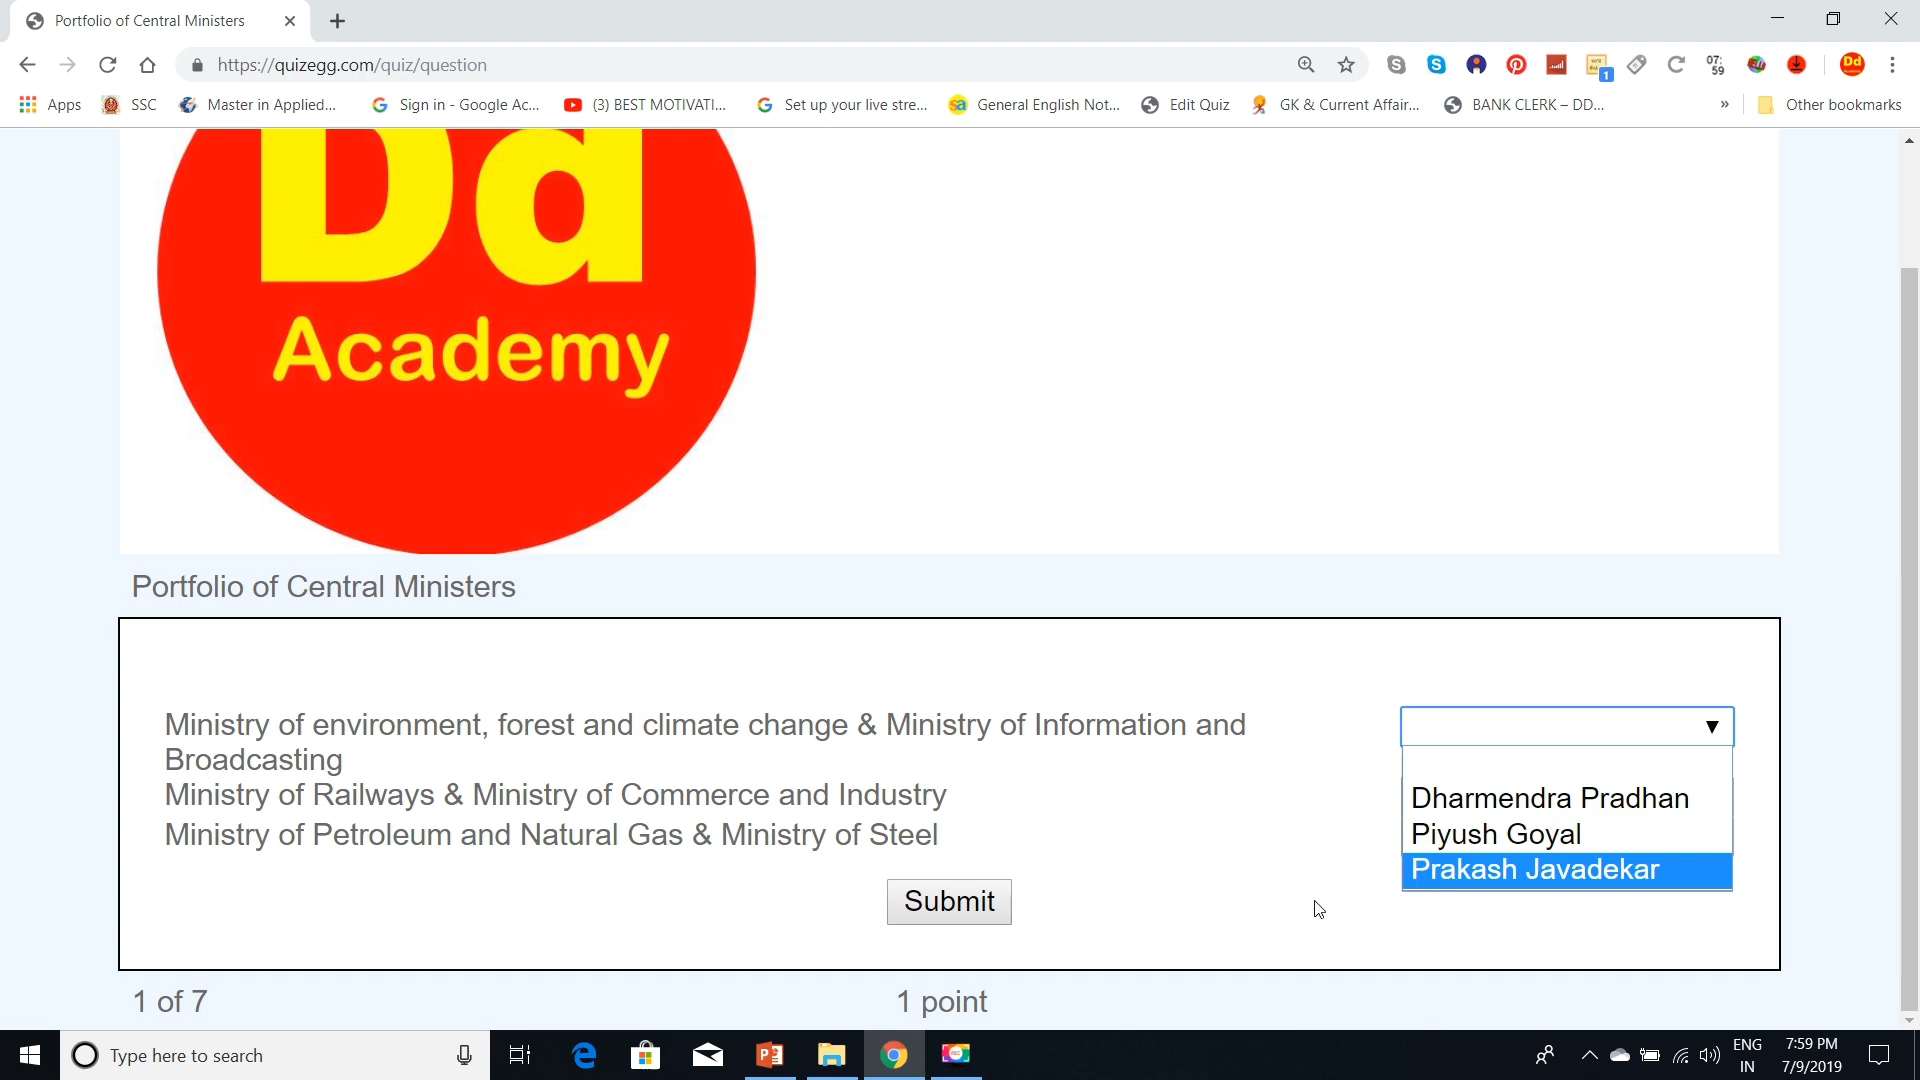 Portfolio of Central Ministers
https://quizegg.com/quiz/question
07:
59
1
Dd
Apps
SSC
Master in Applied...
Sign in - Google Ac...
(3) BEST MOTIVATI...
Set up your live stre...
sa
General English Not...
Edit Quiz
GK & Current Affair...
BANK CLERK – DD...
»
Other bookmarks
Dd
Academy
Portfolio of Central Ministers
Ministry of environment, forest and climate change & Ministry of Information and
Broadcasting
Ministry of Railways & Ministry of Commerce and Industry
Ministry of Petroleum and Natural Gas & Ministry of Steel
Dharmendra Pradhan
Piyush Goyal
Prakash Javadekar
Submit
1 of 7
1 point
Type here to search
ENG
IN
7:59 PM
7/9/2019